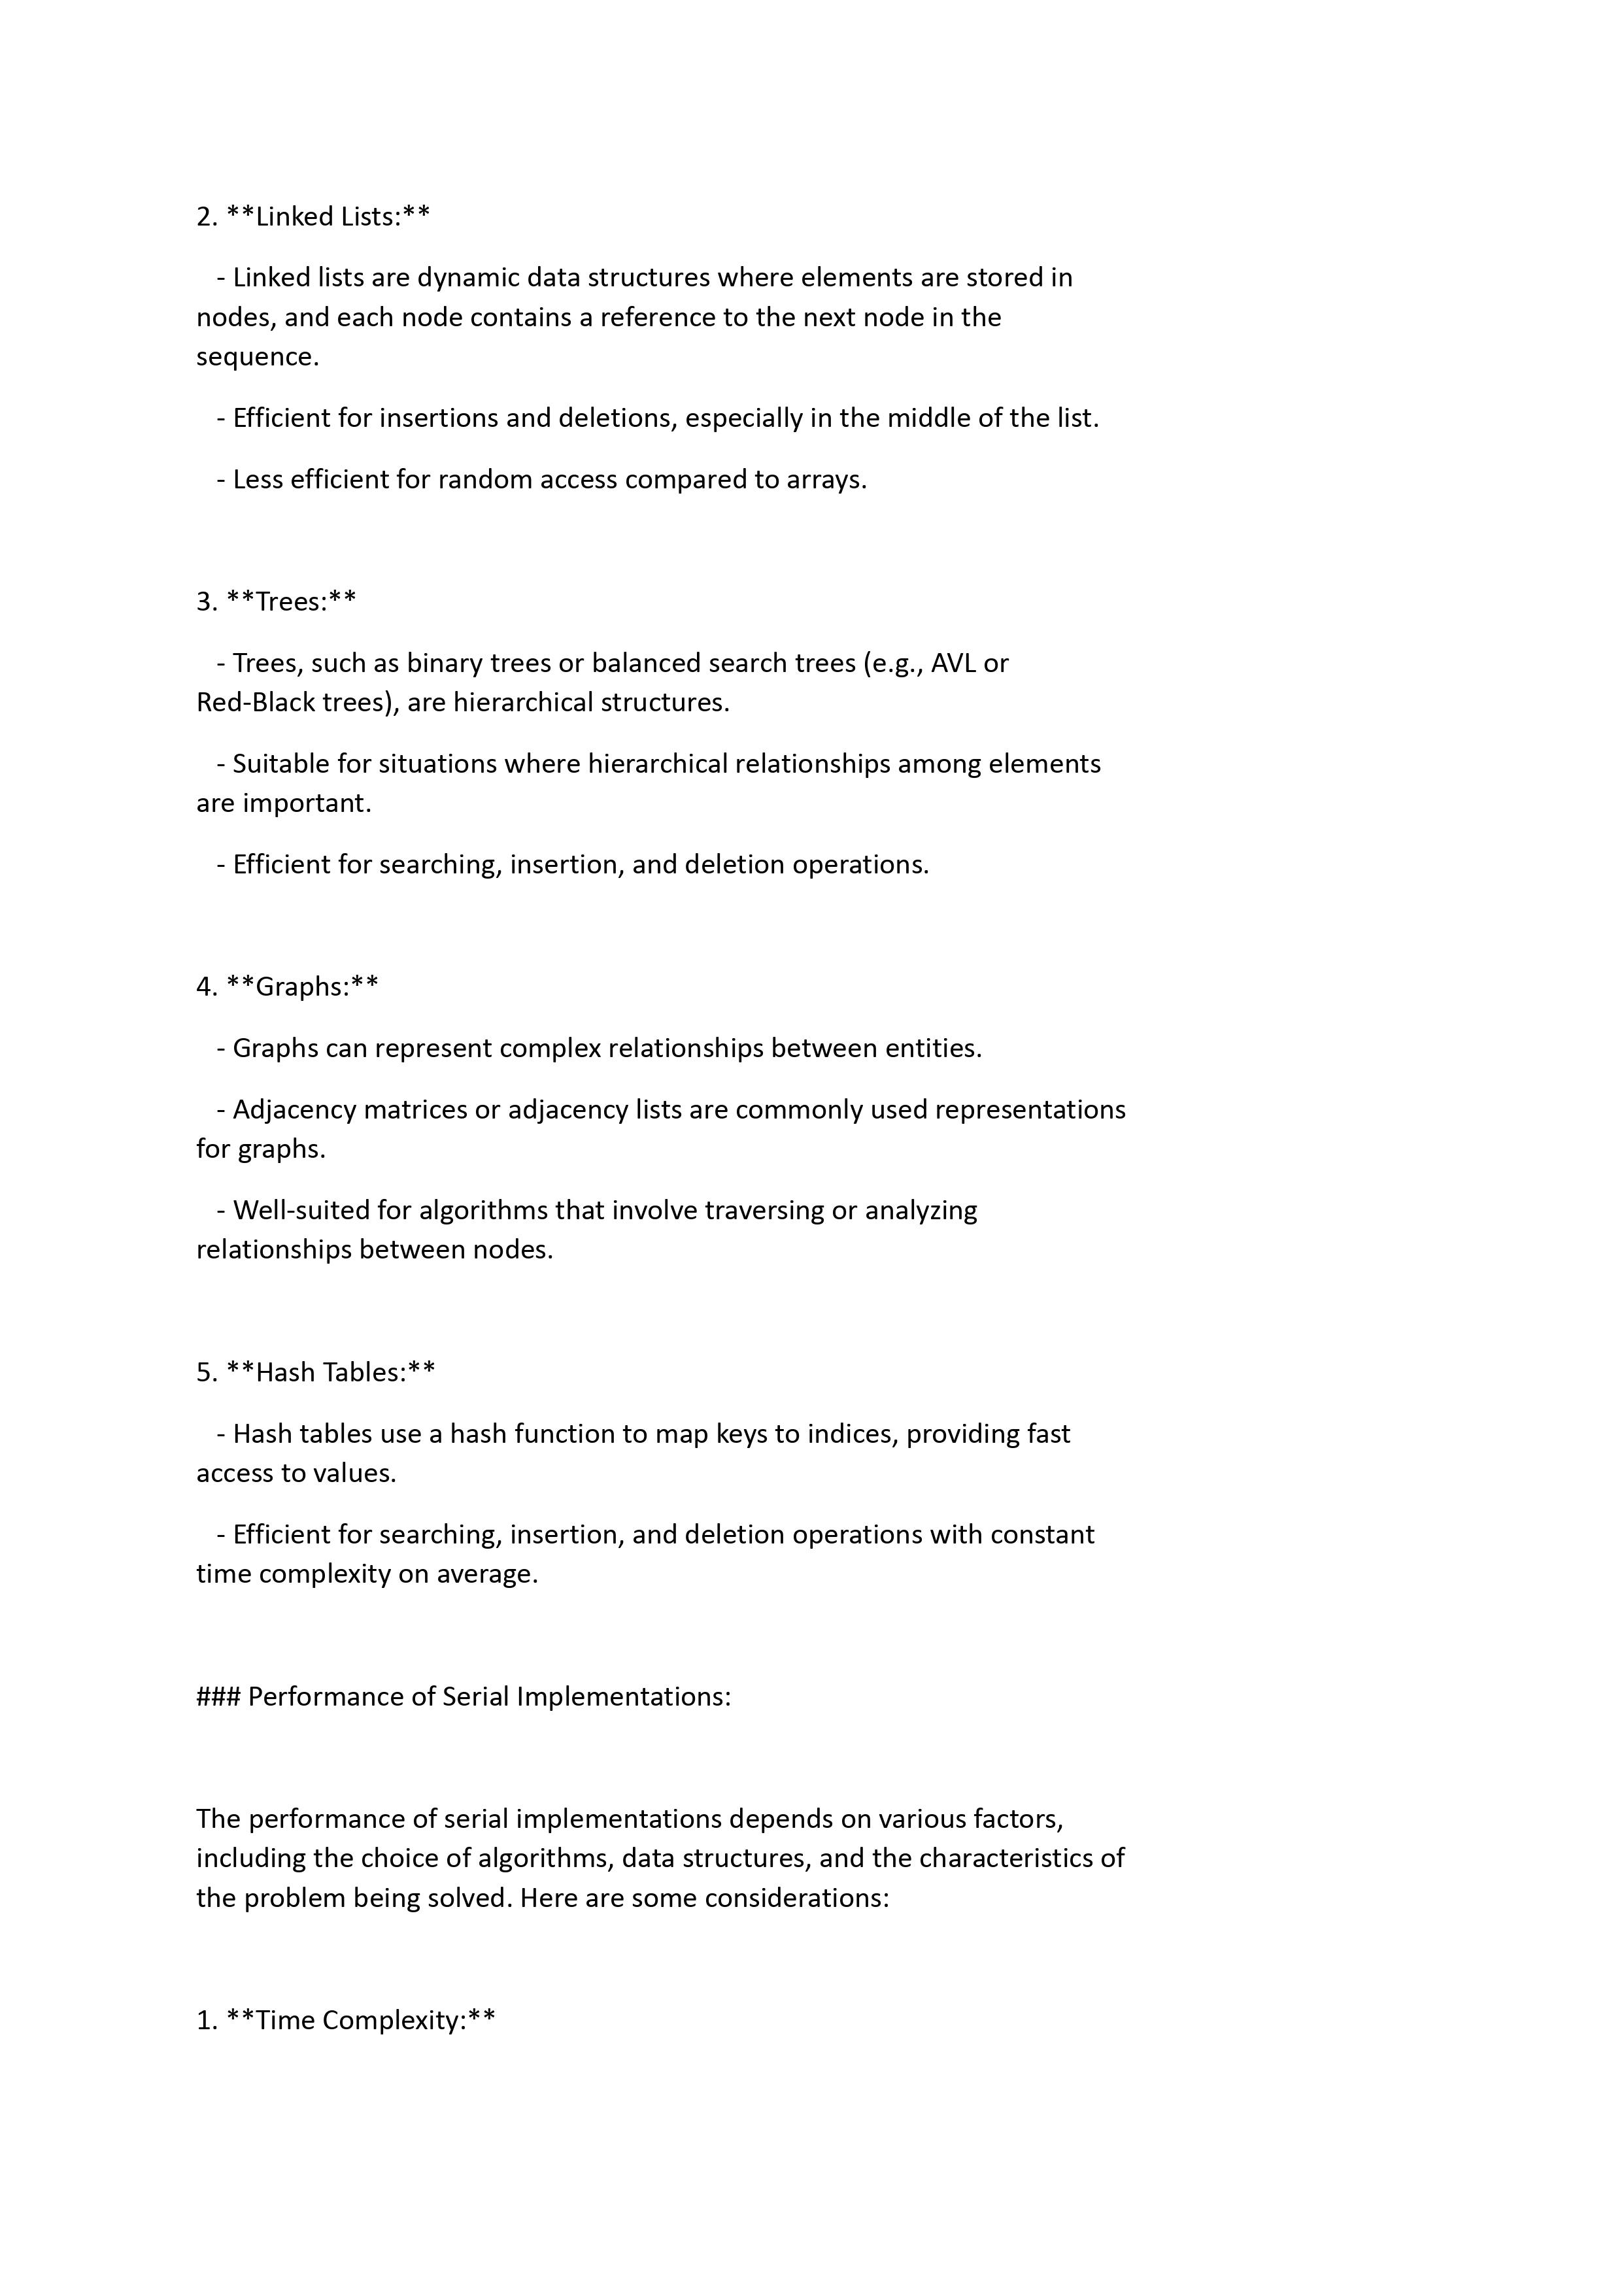 2. **Linked Lists:**
- Linked lists are dynamic data structures where elements are stored in
nodes, and each node contains a reference to the next node in the
sequence.
- Efficient for insertions and deletions, especially in the middle of the list.
- Less efficient for random access compared to arrays.
3. **Trees:**
- Trees, such as binary trees or balanced search trees (e.g., AVL or
Red-Black trees), are hierarchical structures.
- Suitable for situations where hierarchical relationships among elements
are important.
- Efficient for searching, insertion, and deletion operations.
4. **Graphs:**
- Graphs can represent complex relationships between entities.
- Adjacency matrices or adjacency lists are commonly used representations
for graphs.
- Well-suited for algorithms that involve traversing or analyzing
relationships between nodes.
5. **Hash Tables:**
- Hash tables use a hash function to map keys to indices, providing fast
access to values.
- Efficient for searching, insertion, and deletion operations with constant
time complexity on average.
### Performance of Serial Implementations:
The performance of serial implementations depends on various factors,
including the choice of algorithms, data structures, and the characteristics of
the problem being solved. Here are some considerations:
1. **Time Complexity:**